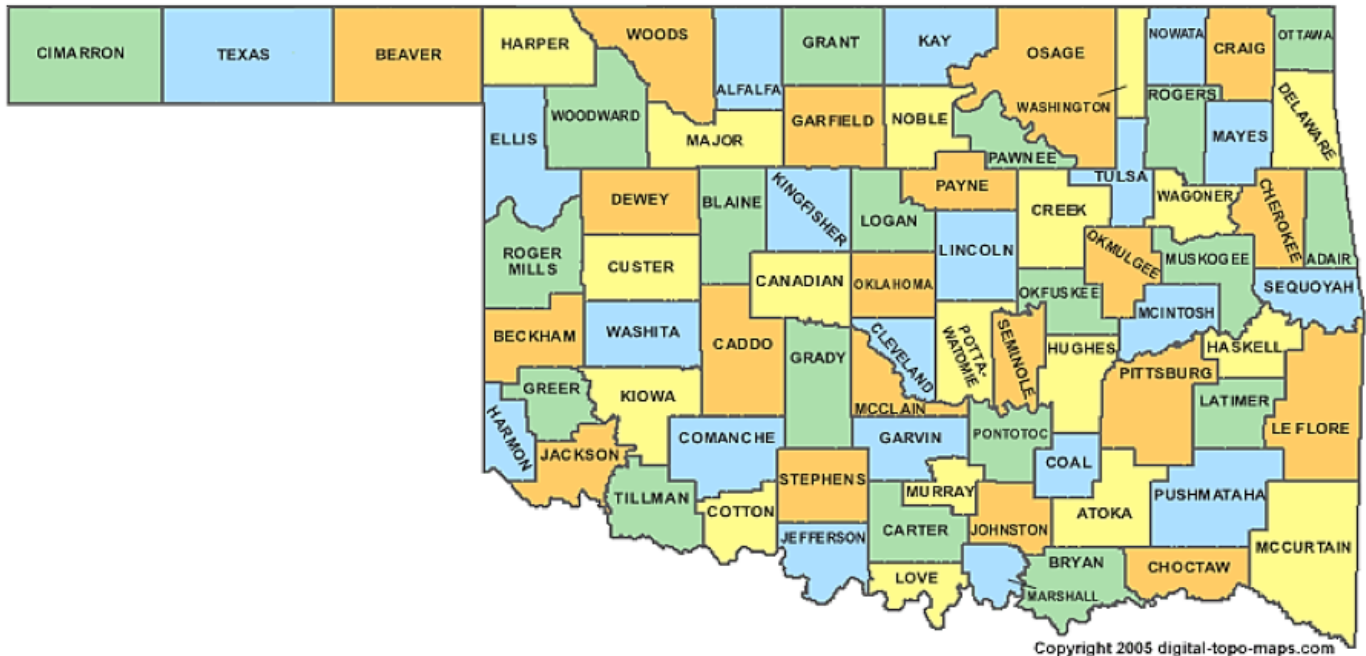 CIMARRON
TEXAS
BEAVER
HARPER
WOODS
ALFALFA
GRANT
KAY
OSAGE
WASHINGTON
NOWATA
CRAIG
OTTAWA
ELLIS
WOODWARD
MAJOR
GARFIELD
NOBLE
PAWNEE
ROGERS
MAYES
DELAWARE
DEWEY
BLAINE
KINGFISHER
LOGAN
PAYNE
CREEK
TULSA
WAGONER
CHEROKEE
ADAIR
ROGER
MILLS
CUSTER
CANADIAN
OKLAHOMA
LINCOLN
OKFUSKEE
OKMULGEE
MUSKOGEE
SEQUOYAH
BECKHAM
WASHITA
CADDO
GRADY
CLEVELAND
POTTA-
WATOMIE
SEMINOLE
HUGHES
MCINTOSH
PITTSBURG
HASKELL
GREER
KIOWA
MCCLAIN
LATIMER
LE FLORE
HARMON
JACKSON
COMANCHE
GARVIN
PONTOTOC
COAL
TILLMAN
COTTON
STEPHENS
MURRAY
JOHNSTON
ATOKA
PUSHMATAHA
JEFFERSON
CARTER
LOVE
MARSHALL
BRYAN
CHOCTAW
MCCURTAIN
Copyright 2005 digital-topo-maps.com